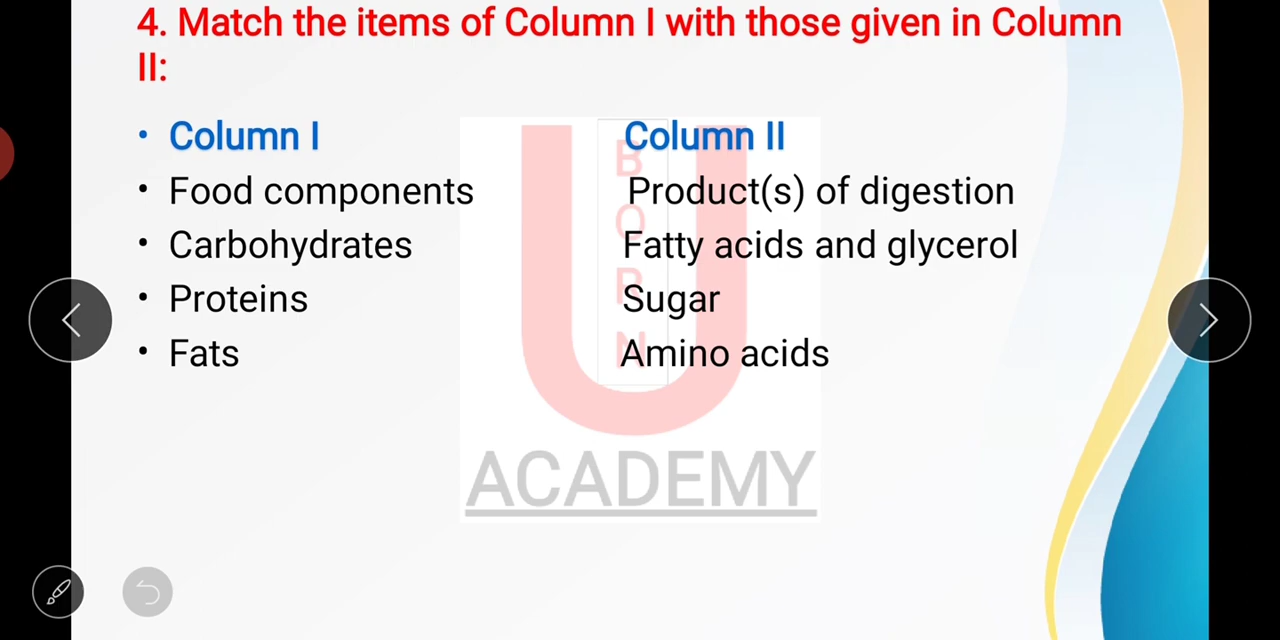 4. Match the items of Column I with those given in Column
II:
• Column I Column II
• Food components Product(s) of digestion
• Carbohydrates Fatty acids and glycerol
• Proteins Sugar
• Fats Amino acids
U
BORN
ACADEMY